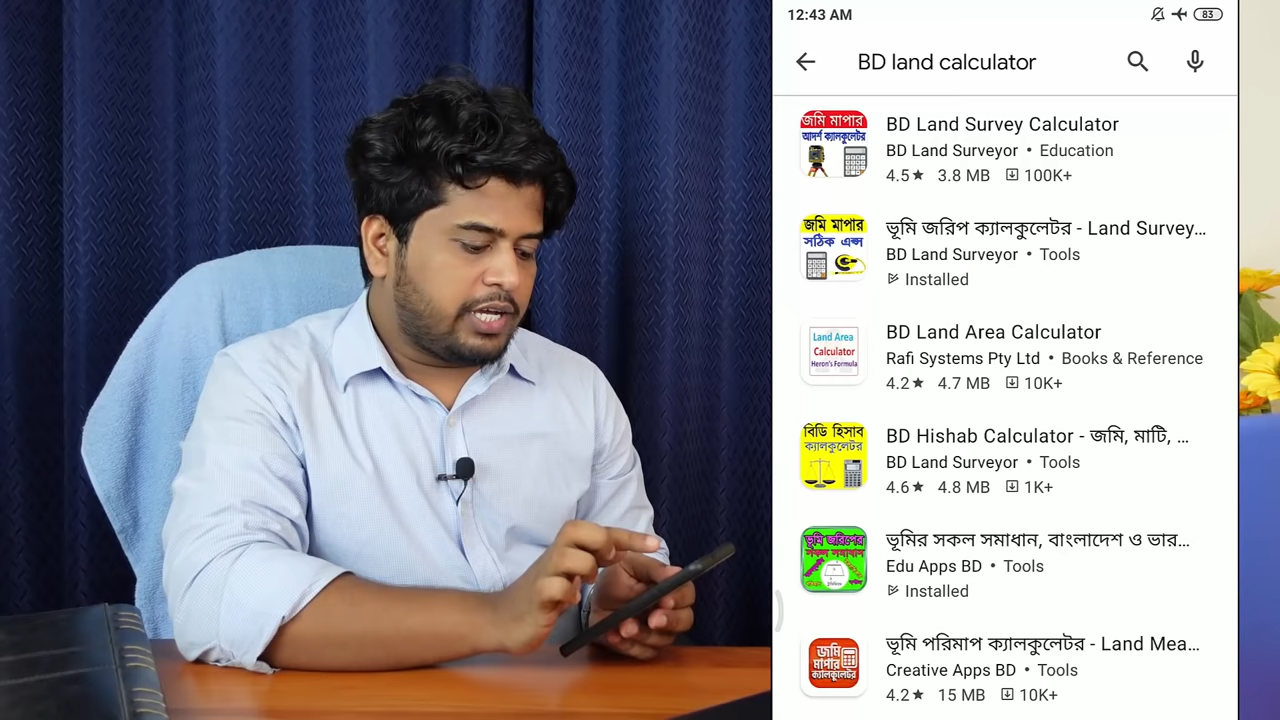 12:43 AM
83
BD land calculator
জমি মাপার
আদর্শ ক্যালকুলেটর
BD Land Survey Calculator
BD Land Surveyor • Education
4.5★ 3.8 MB 100K+
জমি মাপার
সঠিক এপ্স
ভূমি জরিপ ক্যালকুলেটর - Land Survey...
BD Land Surveyor • Tools
Installed
Land Area
Calculator
Heron's Formula
BD Land Area Calculator
Rafi Systems Pty Ltd • Books & Reference
4.2★ 4.7 MB 10K+
বিডি হিসাব
ক্যালকুলেটর
BD Hishab Calculator - জমি, মাটি, ...
BD Land Surveyor • Tools
4.6★ 4.8 MB 1K+
ভূমি জরিপের
সকল সমাধান
ভূমির সকল সমাধান, বাংলাদেশ ও ভার...
Edu Apps BD • Tools
Installed
জমি
মাপার
ক্যালকুলেটর
ভূমি পরিমাপ ক্যালকুলেটর - Land Mea...
Creative Apps BD • Tools
4.2★ 15 MB 10K+